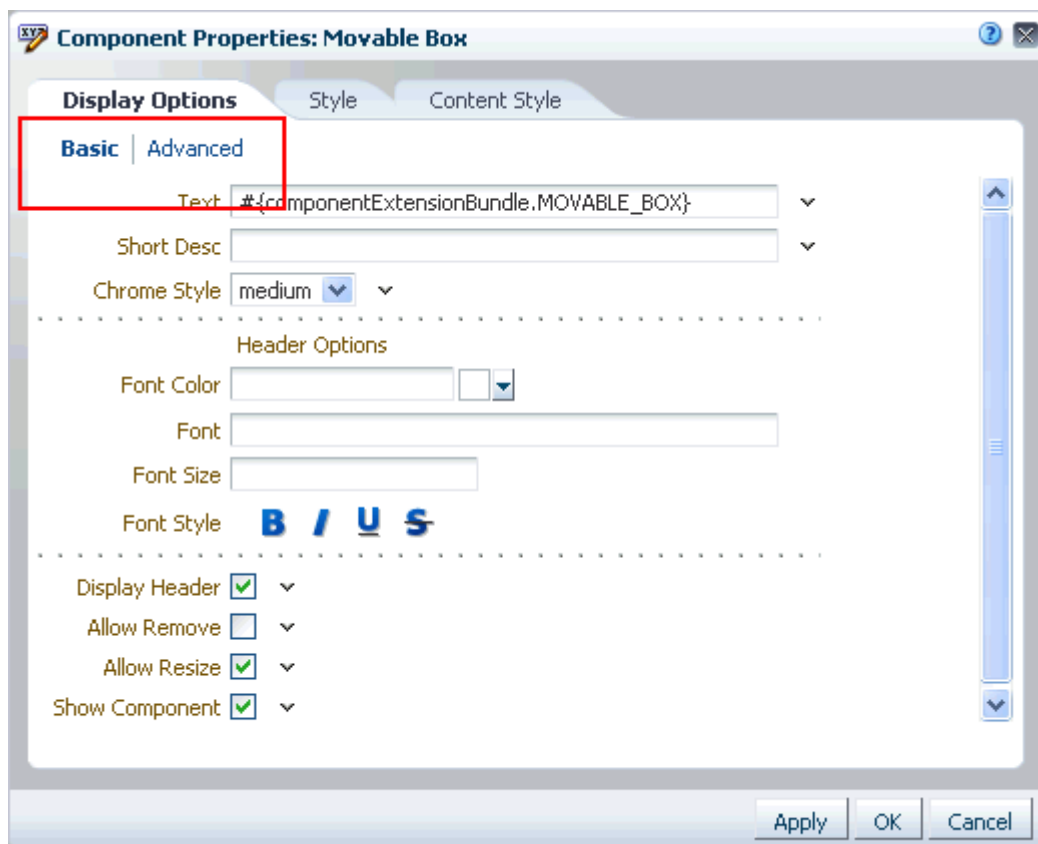 Component Properties: Movable Box
Display Options Style Content Style
Basic Advanced
Text #{componentExtensionBundle.MOVABLE_BOX}
Short Desc
Chrome Style medium
Header Options
Font Color
Font
Font Size
Font Style B I U S
Display Header
Allow Remove
Allow Resize
Show Component
Apply OK Cancel